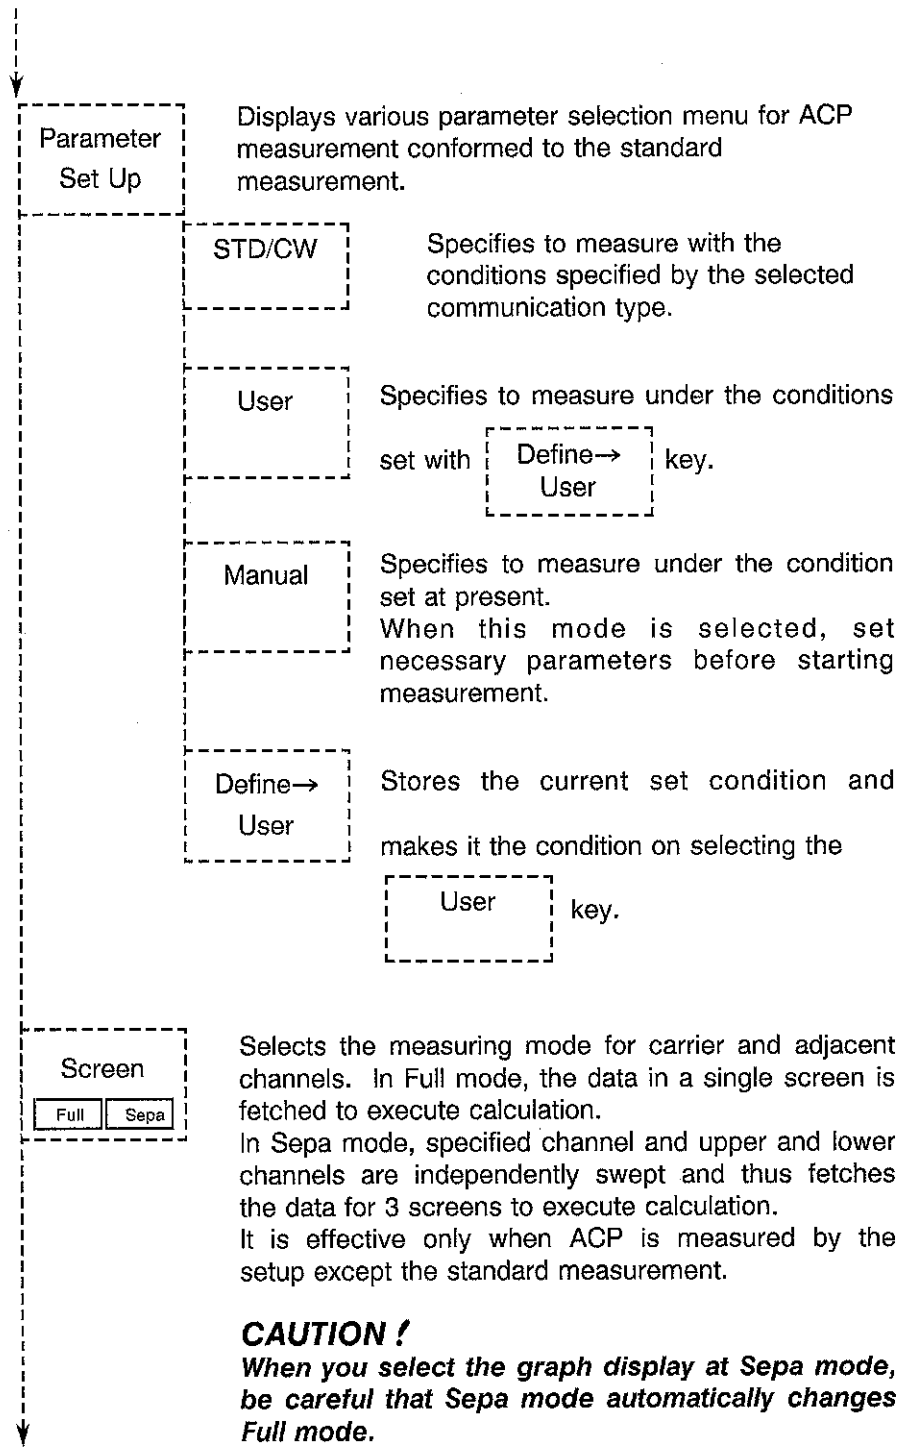 Parameter
Set Up
Displays various parameter selection menu for ACP
measurement conformed to the standard
measurement.
STD/CW
Specifies to measure with the
conditions specified by the selected
communication type.
User
Specifies to measure under the conditions
set with Define→ key.
User
Manual
Specifies to measure under the condition
set at present.
When this mode is selected, set
necessary parameters before starting
measurement.
Define→
User
Stores the current set condition and
makes it the condition on selecting the
User key.
Screen
Full Sepa
Selects the measuring mode for carrier and adjacent
channels. In Full mode, the data in a single screen is
fetched to execute calculation.
In Sepa mode, specified channel and upper and lower
channels are independently swept and thus fetches
the data for 3 screens to execute calculation.
It is effective only when ACP is measured by the
setup except the standard measurement.
CAUTION !
When you select the graph display at Sepa mode,
be careful that Sepa mode automatically changes
Full mode.